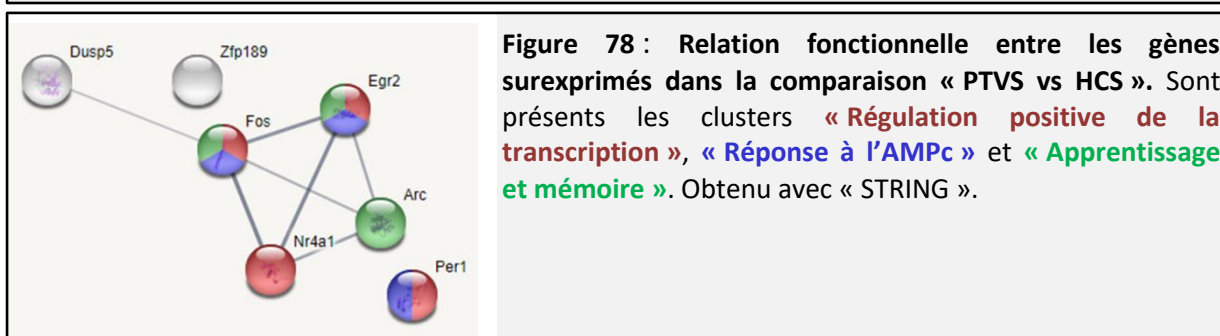 Dusp5
Zfp189
Egr2
Fos
Arc
Nr4a1
Per1
Figure 78 : Relation fonctionnelle entre les gènes
surexprimés dans la comparaison « PTVS vs HCS ». Sont
présents les clusters « Régulation positive de la
transcription », « Réponse à l’AMPc » et « Apprentissage
et mémoire ». Obtenu avec « STRING ».